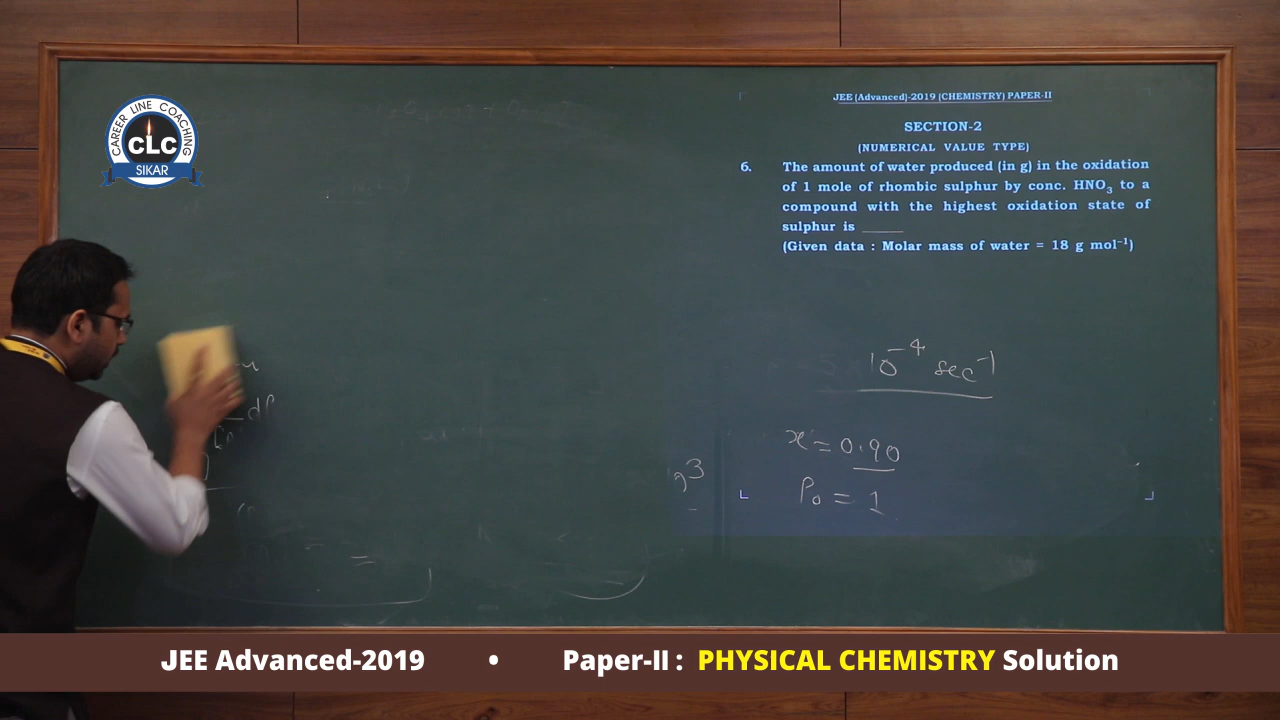 CAREER LINE COACHING
CLC
SIKAR
JEE (Advanced)-2019 (CHEMISTRY) PAPER-II
SECTION-2
(NUMERICAL VALUE TYPE)
6. The amount of water produced (in g) in the oxidation
of 1 mole of rhombic sulphur by conc. HNO₃ to a
compound with the highest oxidation state of
sulphur is _____
(Given data : Molar mass of water = 18 g mol⁻¹)
10⁻⁴ sec⁻¹
x = 0.90
P₀ = 1
JEE Advanced-2019 • Paper-II : PHYSICAL CHEMISTRY Solution